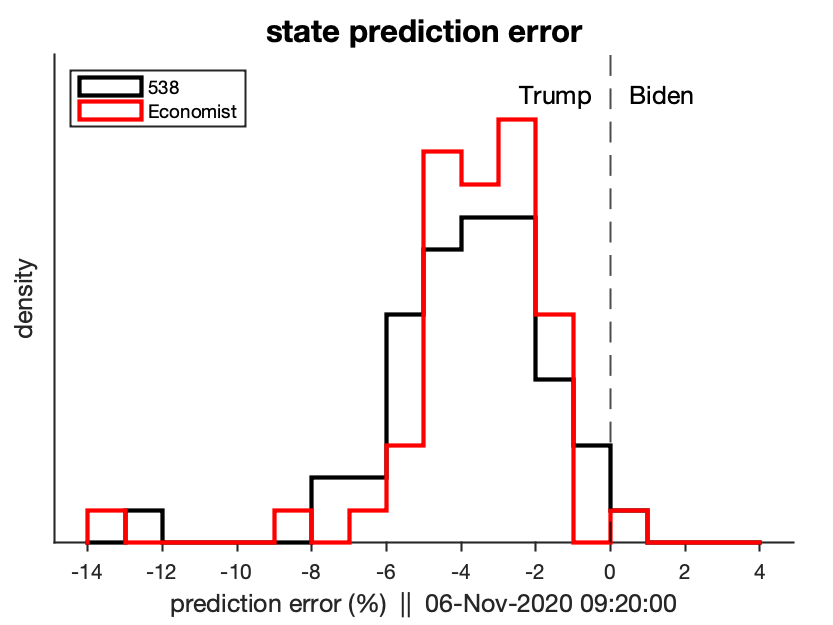 state prediction error
538
Economist
Trump
Biden
density
-14 -12 -10 -8 -6 -4 -2 0 2 4
prediction error (%) || 06-Nov-2020 09:20:00